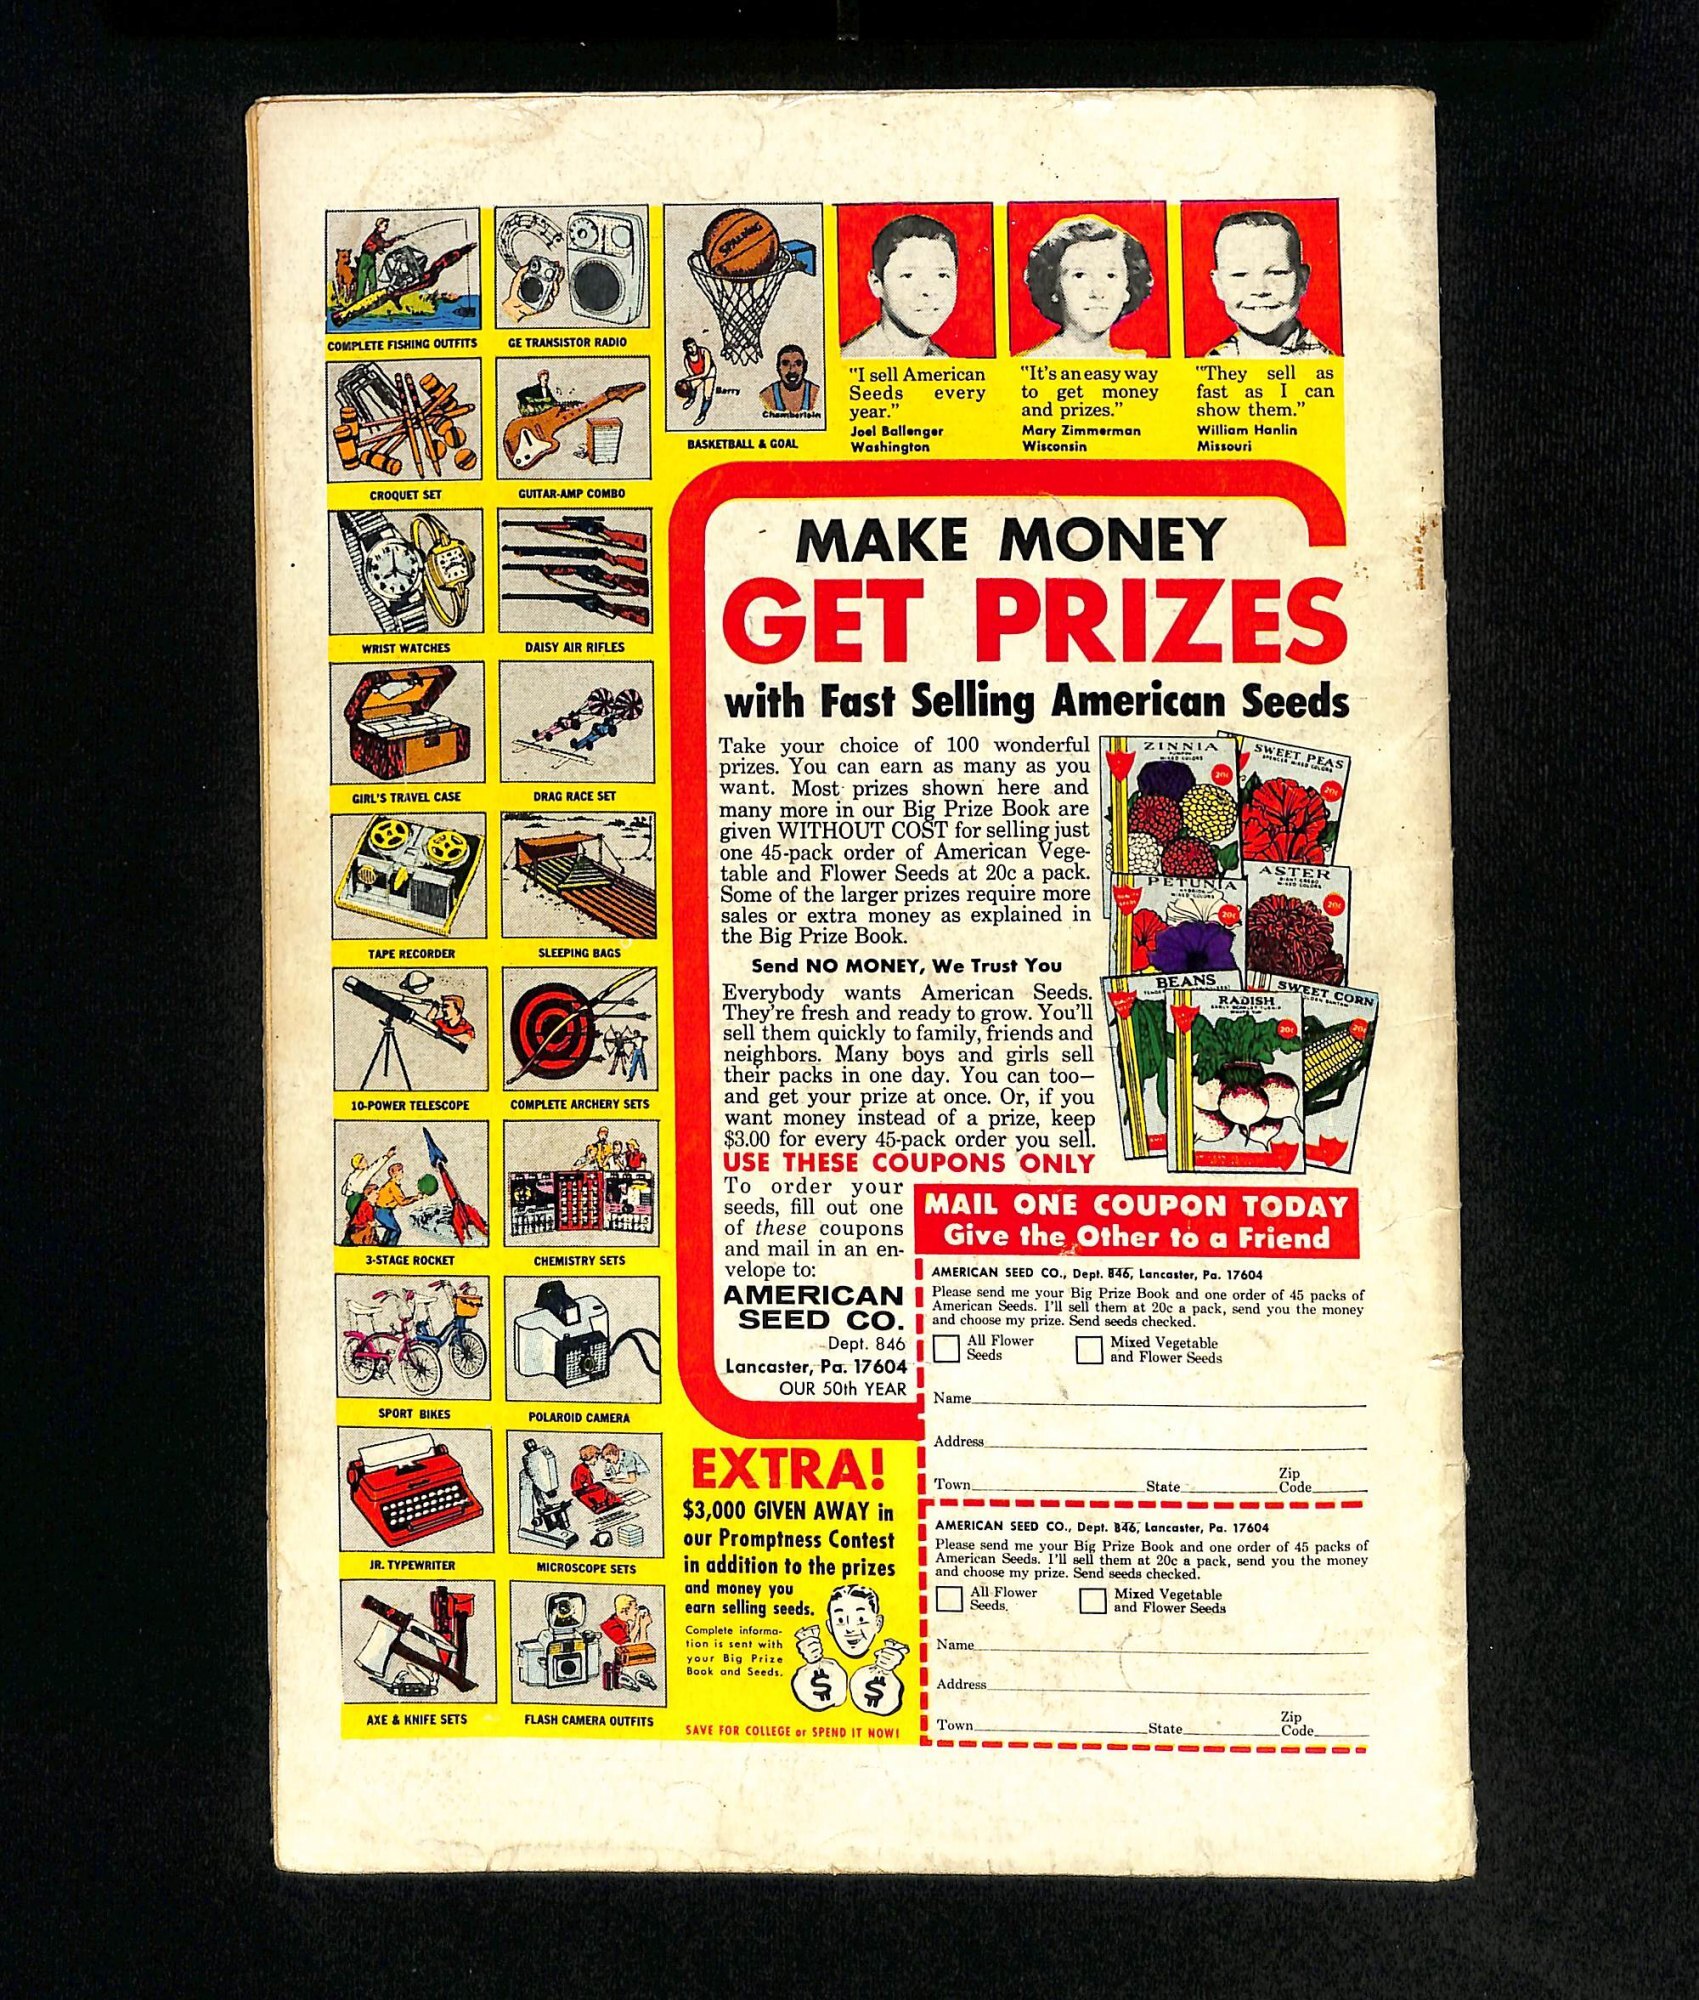 COMPLETE FISHING OUTFITS
GE TRANSISTOR RADIO
SPALDING
Barry
Chamberlain
BASKETBALL & GOAL
"I sell American
Seeds every
year."
Joel Ballenger
Washington
"It's an easy way
to get money
and prizes."
Mary Zimmerman
Wisconsin
"They sell as
fast as I can
show them."
William Hanlin
Missouri
CROQUET SET
GUITAR-AMP COMBO
WRIST WATCHES
DAISY AIR RIFLES
GIRL'S TRAVEL CASE
DRAG RACE SET
TAPE RECORDER
SLEEPING BAGS
10-POWER TELESCOPE
COMPLETE ARCHERY SETS
3-STAGE ROCKET
CHEMISTRY SETS
SPORT BIKES
POLAROID CAMERA
JR. TYPEWRITER
MICROSCOPE SETS
AXE & KNIFE SETS
FLASH CAMERA OUTFITS
MAKE MONEY
GET PRIZES
with Fast Selling American Seeds
Take your choice of 100 wonderful
prizes. You can earn as many as you
want. Most prizes shown here and
many more in our Big Prize Book are
given WITHOUT COST for selling just
one 45-pack order of American Vege-
table and Flower Seeds at 20c a pack.
Some of the larger prizes require more
sales or extra money as explained in
the Big Prize Book.
Send NO MONEY, We Trust You
Everybody wants American Seeds.
They're fresh and ready to grow. You'll
sell them quickly to family, friends and
neighbors. Many boys and girls sell
their packs in one day. You can too—
and get your prize at once. Or, if you
want money instead of a prize, keep
$3.00 for every 45-pack order you sell.
USE THESE COUPONS ONLY
To order your
seeds, fill out one
of these coupons
and mail in an en-
velope to:
AMERICAN
SEED CO.
Dept. 846
Lancaster, Pa. 17604
OUR 50th YEAR
ZINNIA
MIXED COLORS
20¢
SWEET PEAS
SPENCER MIXED COLORS
20¢
PETUNIA
MIXED COLORS
20¢
ASTER
MIXED COLORS
20¢
BEANS
RADISH
20¢
SWEET CORN
20¢
MAIL ONE COUPON TODAY
Give the Other to a Friend
AMERICAN SEED CO., Dept. 846, Lancaster, Pa. 17604
Please send me your Big Prize Book and one order of 45 packs of
American Seeds. I'll sell them at 20c a pack, send you the money
and choose my prize. Send seeds checked.
All Flower
Seeds
Mixed Vegetable
and Flower Seeds
Name
Address
Town State Zip
Code
AMERICAN SEED CO., Dept. 846, Lancaster, Pa. 17604
Please send me your Big Prize Book and one order of 45 packs of
American Seeds. I'll sell them at 20c a pack, send you the money
and choose my prize. Send seeds checked.
All Flower
Seeds.
Mixed Vegetable
and Flower Seeds
Name
Address
Town State Zip
Code
EXTRA!
$3,000 GIVEN AWAY in
our Promptness Contest
in addition to the prizes
and money you
earn selling seeds.
Complete informa-
tion is sent with
your Big Prize
Book and Seeds.
$ $
SAVE FOR COLLEGE or SPEND IT NOW!